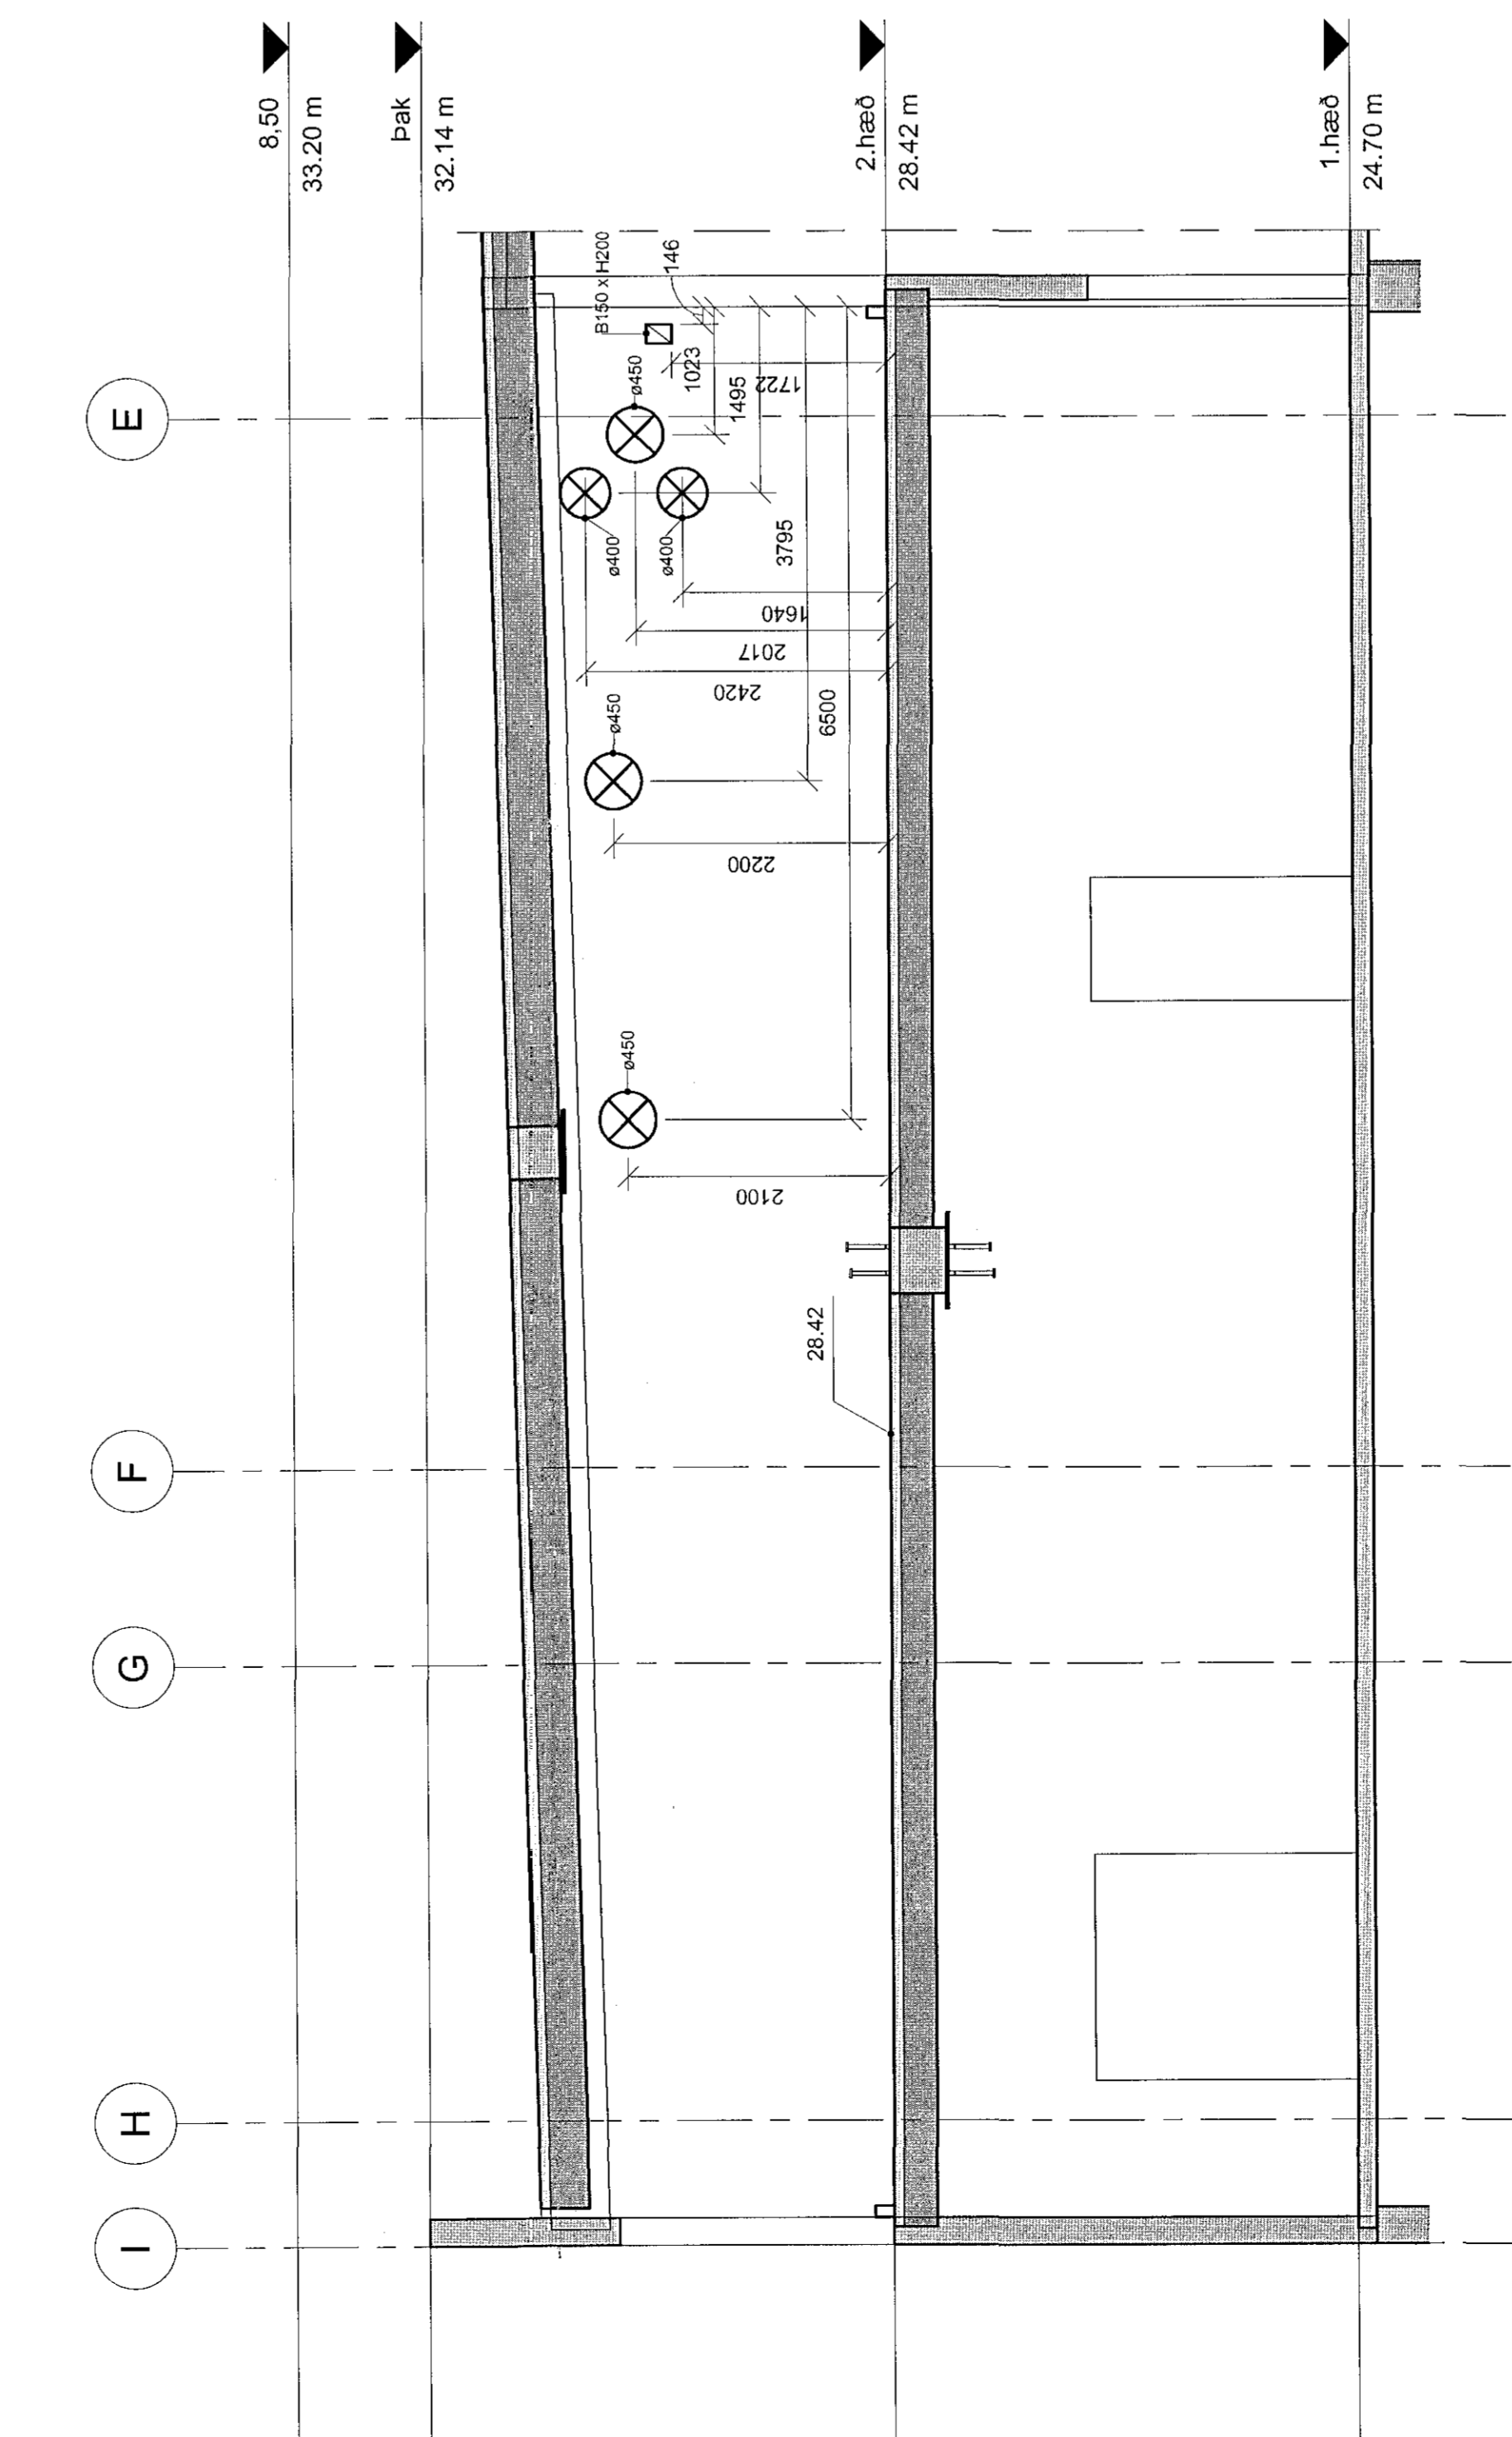 I
H
G
F
E
8,50
33.20 m
Þak
32.14 m
2.hæð
28.42 m
1.hæð
24.70 m
B150 x H200
146
ø450
1023
1495
1722
ø400
ø400
3795
1640
2017
2420
6500
ø450
2200
ø450
2100
28.42